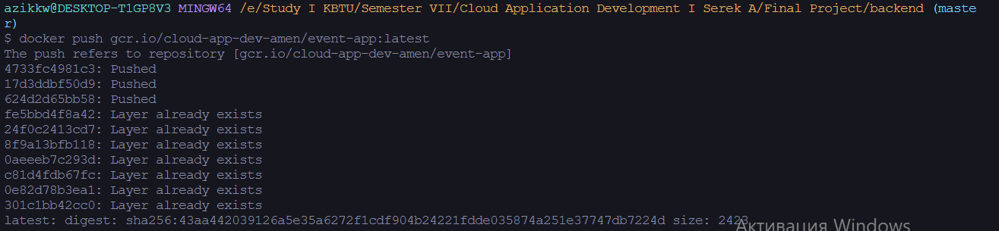 azikkw@DESKTOP-T1GP8V3 MINGW64 /e/Study I KBTU/Semester VII/Cloud Application Development I Serek A/Final Project/backend (maste
r)
$ docker push gcr.io/cloud-app-dev-amen/event-app:latest
The push refers to repository [gcr.io/cloud-app-dev-amen/event-app]
4733fc4981c3: Pushed
17d3ddbf50d9: Pushed
624d2d65bb58: Pushed
fe5bbd4f8a42: Layer already exists
24f0c2413cd7: Layer already exists
8f9a13bfb118: Layer already exists
0aeeeb7c293d: Layer already exists
c81d4fdb67fc: Layer already exists
0e82d78b3ea1: Layer already exists
301c1bb42cc0: Layer already exists
latest: digest: sha256:43aa442039126a5e35a6272f1cdf904b24221fdde035874a251e37747db7224d size: 2423
Активация Windows